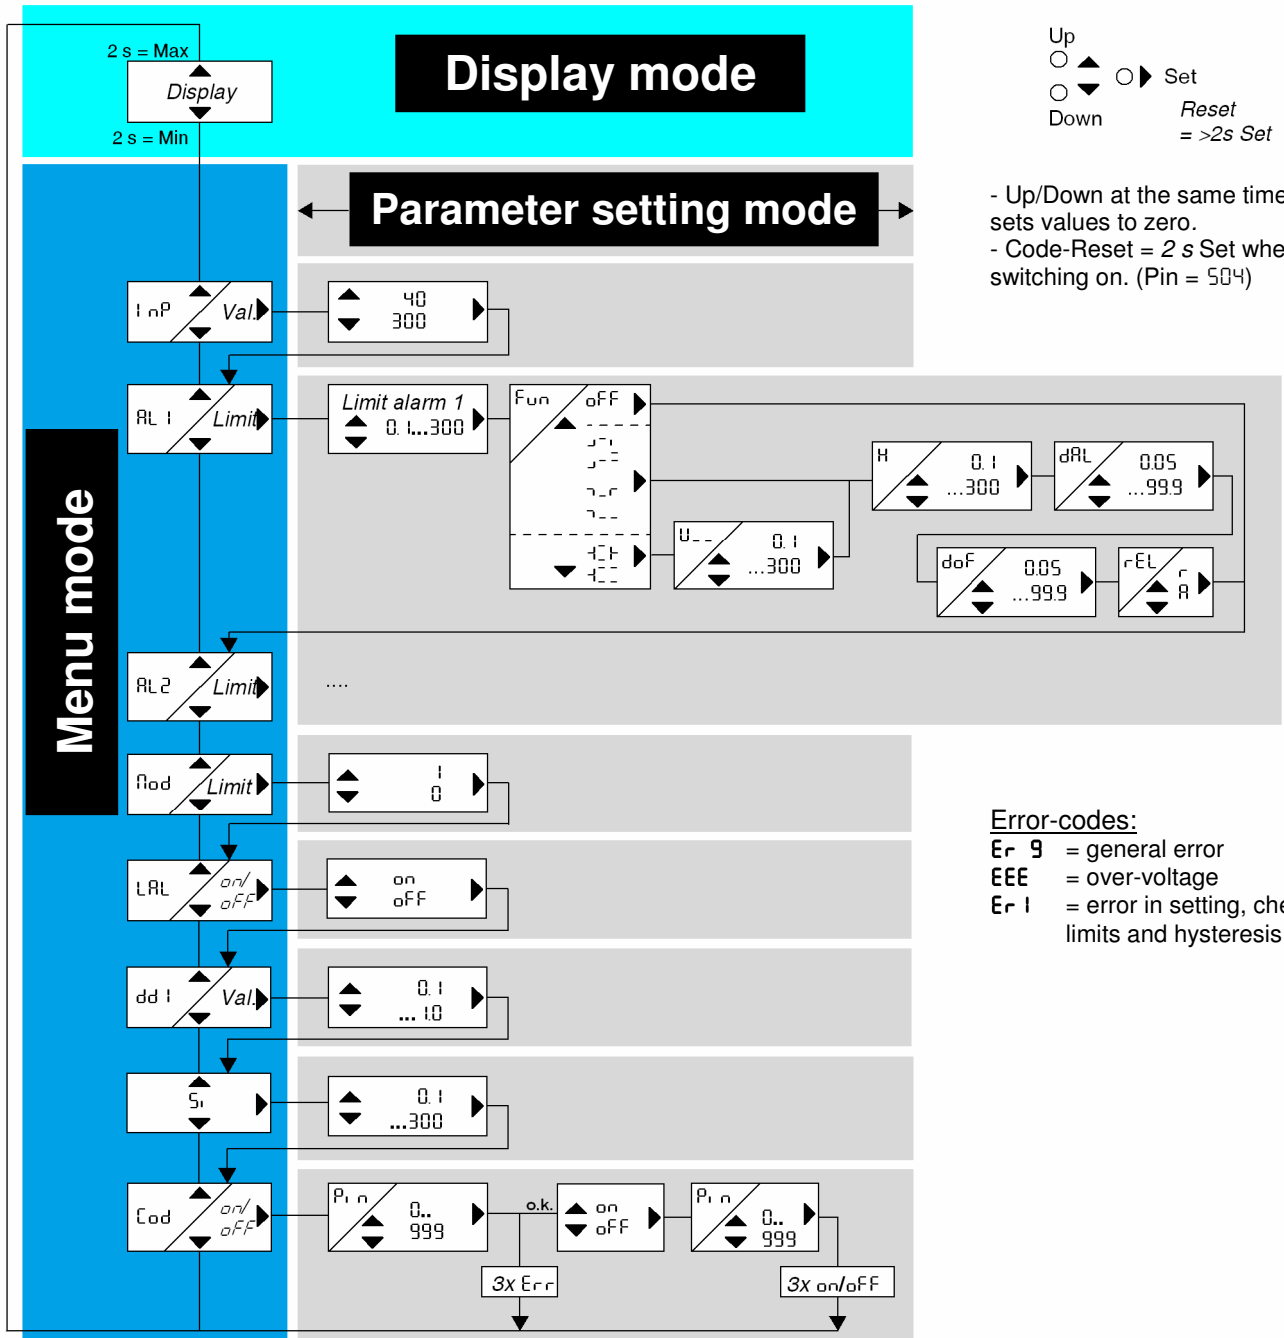 2 s = Max
Display
2 s = Min
Display mode
Up
Set
Down
Reset
= >2s Set
Parameter setting mode
- Up/Down at the same time
sets values to zero.
- Code-Reset = 2 s Set whe
switching on. (Pin = 504)
Menu mode
InP Val.
40
300
AL1 Limit
Limit alarm 1
0.1...300
Fun oFF
U_ _ 0.1
...300
H 0.1
...300
dAL 0.05
...99.9
doF 0.05
...99.9
rEL r
A
AL2 Limit
....
Mod Limit
1
0
LAL on/
oFF
on
oFF
dd1 Val.
0.1
...1.0
Si
0.1
...300
Cod on/
oFF
Pin 0..
999
o.k.
on
oFF
Pin 0..
999
3x Err
3x on/oFF
Error-codes:
Er 9 = general error
EEE = over-voltage
Er1 = error in setting, che
limits and hysteresis